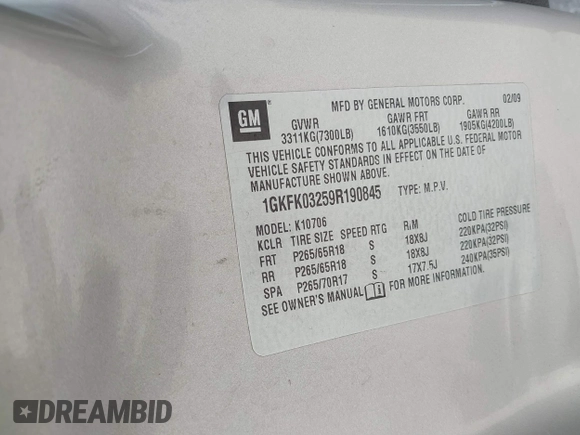 GM
MFD BY GENERAL MOTORS CORP. 02/09
GVWR GAWR FRT GAWR RR
3311KG(7300LB) 1610KG(3550LB) 1905KG(4200LB)
THIS VEHICLE CONFORMS TO ALL APPLICABLE U.S. FEDERAL MOTOR
VEHICLE SAFETY STANDARDS IN EFFECT ON THE DATE OF
MANUFACTURE SHOWN ABOVE.
1GKFK03259R190845 TYPE: M.P.V.
MODEL: K10706
KCLR TIRE SIZE SPEED RTG RIM COLD TIRE PRESSURE
FRT P265/65R18 S 18X8J 220KPA(32PSI)
RR P265/65R18 S 18X8J 220KPA(32PSI)
SPA P265/70R17 S 17X7.5J 240KPA(35PSI)
SEE OWNER'S MANUAL FOR MORE INFORMATION.
DREAMBID